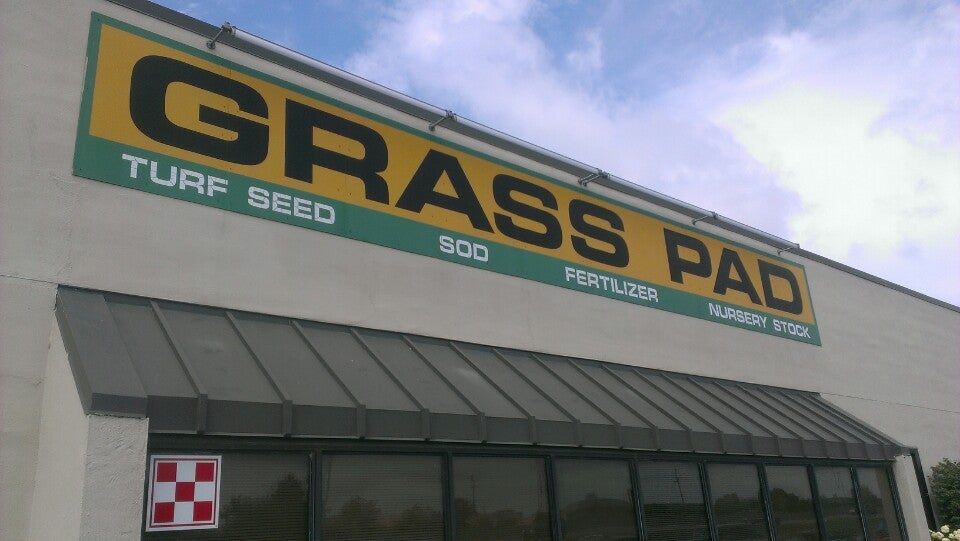 GRASS PAD
TURF SEED SOD FERTILIZER NURSERY STOCK